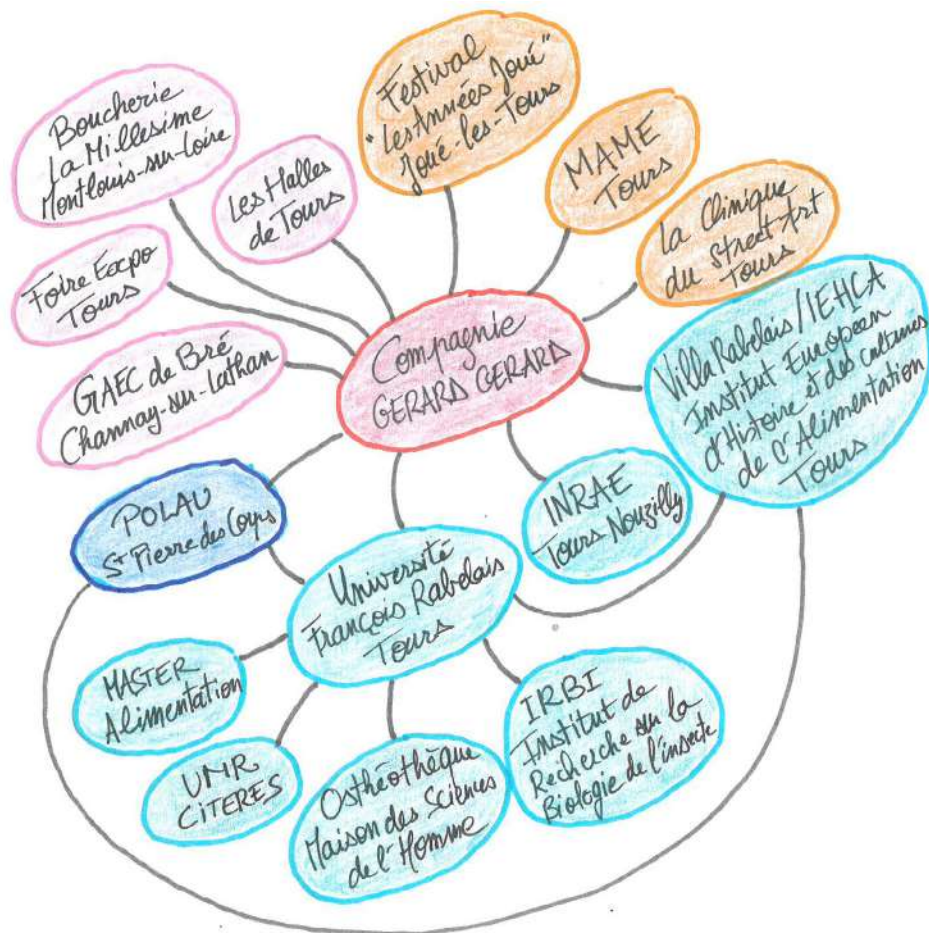 Boucherie
La Millesime
Montlouis-sur-Loire
Les Halles
de Tours
Festival
"Les Années Joué"
Joué-les-Tours
MAME
Tours
La Clinique
du Street Art
Tours
Foire Expo
Tours
GAEC de Bré
Channay-sur-Lathan
Compagnie
GERARD GERARD
Villa Rabelais/IEHCA
Institut Européen
d'Histoire et des cultures
de l'Alimentation
Tours
POLAU
St Pierre des Corps
INRAE
Tours Nouzilly
Université
François Rabelais
Tours
MASTER
Alimentation
UMR
CiTERES
Osthéothèque
Maison des Sciences
de l'Homme
IRBI
Institut de
Recherche sur la
Biologie de l'insecte